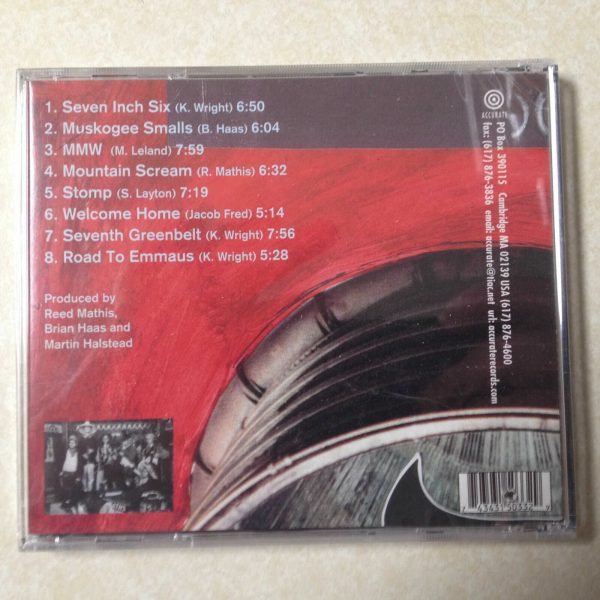 1. Seven Inch Six (K. Wright) 6:50
2. Muskogee Smalls (B. Haas) 6:04
3. MMW (M. Leland) 7:59
4. Mountain Scream (R. Mathis) 6:32
5. Stomp (S. Layton) 7:19
6. Welcome Home (Jacob Fred) 5:14
7. Seventh Greenbelt (K. Wright) 7:56
8. Road To Emmaus (K. Wright) 5:28
Produced by
Reed Mathis,
Brian Haas and
Martin Halstead
ACCURATE
PO Box 390115 Cambridge MA 02139 USA (617) 876-4600
fax: (617) 876-3836 email: accurate@tiac.net url: accuraterecords.com
43431 50332